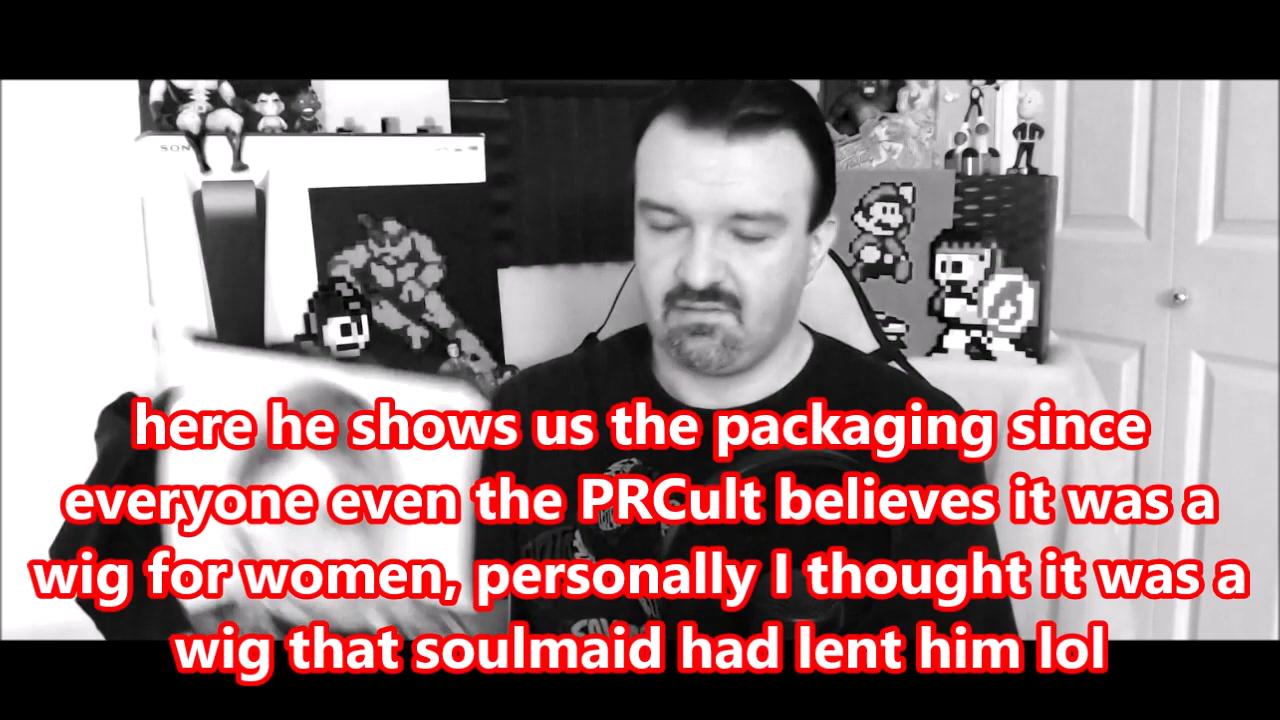 SON
here he shows us the packaging since
everyone even the PRCult believes it was a
wig for women, personally I thought it was a
wig that soulmaid had lent him lol